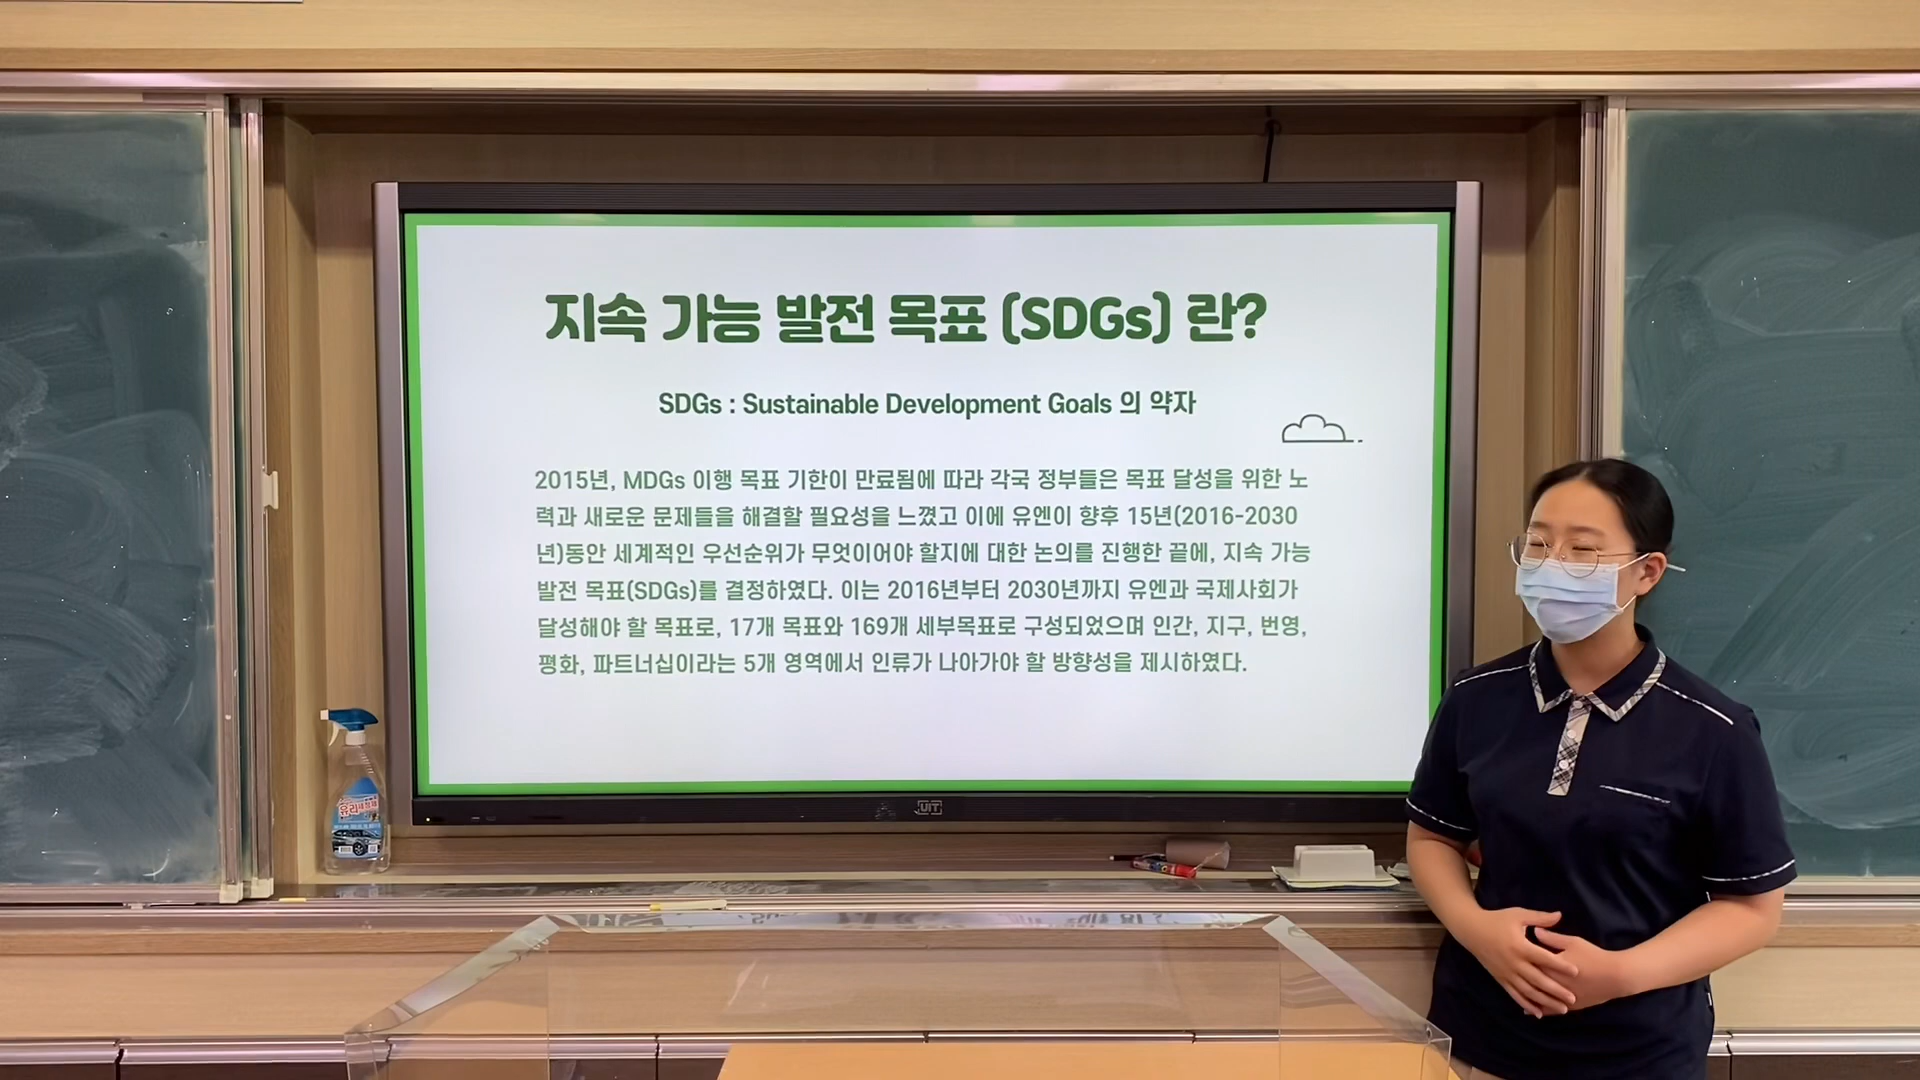 지속 가능 발전 목표 (SDGs) 란?
SDGs : Sustainable Development Goals 의 약자
2015년, MDGs 이행 목표 기한이 만료됨에 따라 각국 정부들은 목표 달성을 위한 노
력과 새로운 문제들을 해결할 필요성을 느꼈고 이에 유엔이 향후 15년(2016-2030
년)동안 세계적인 우선순위가 무엇이어야 할지에 대한 논의를 진행한 끝에, 지속 가능
발전 목표(SDGs)를 결정하였다. 이는 2016년부터 2030년까지 유엔과 국제사회가
달성해야 할 목표로, 17개 목표와 169개 세부목표로 구성되었으며 인간, 지구, 번영,
평화, 파트너십이라는 5개 영역에서 인류가 나아가야 할 방향성을 제시하였다.
UIT
유리세정제